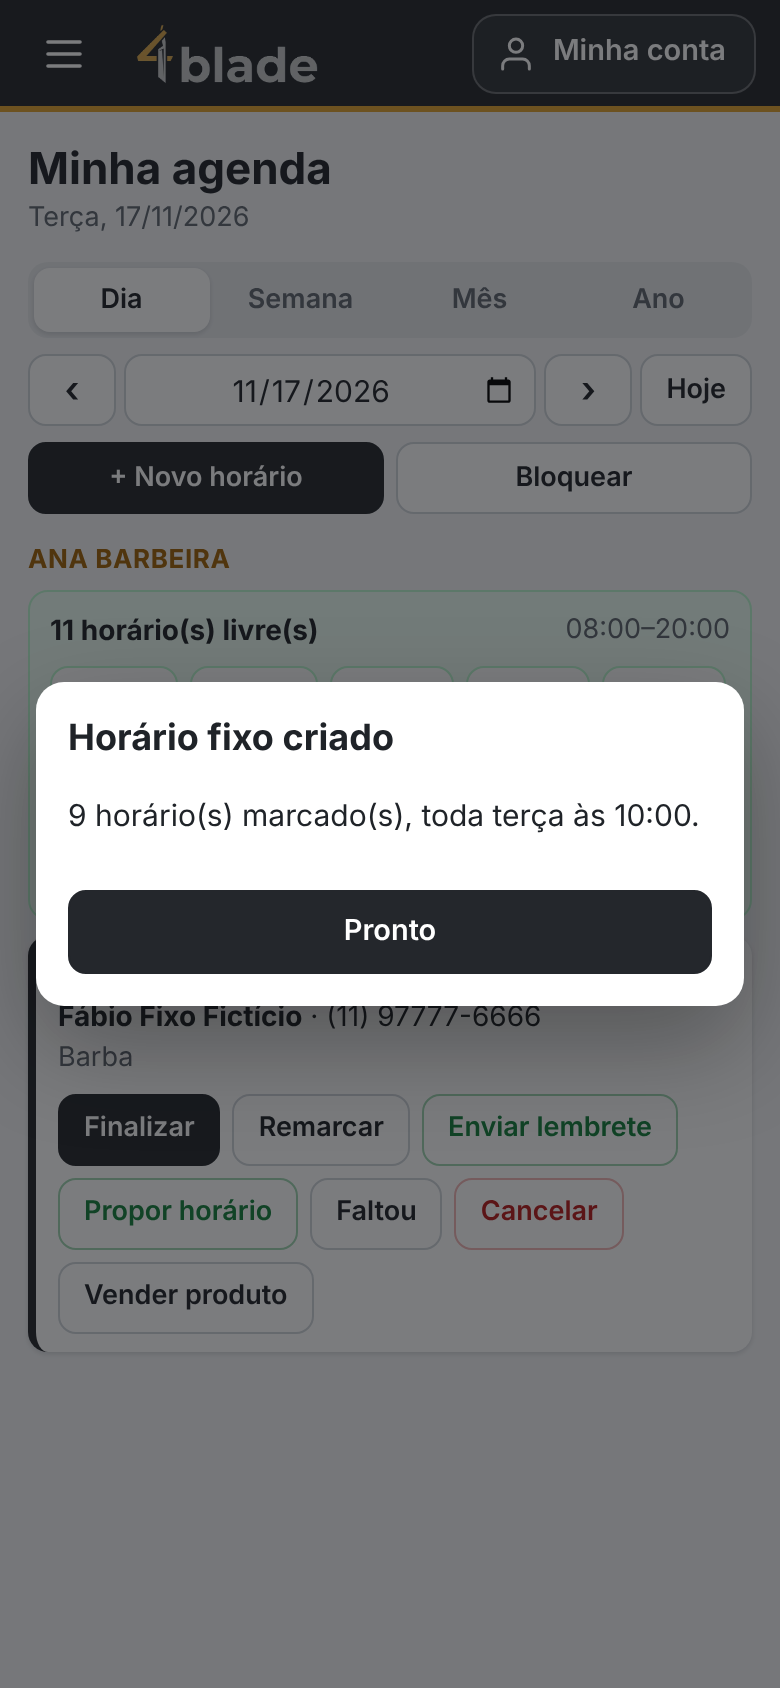 4blade
Minha conta
Minha agenda
Terça, 17/11/2026
Dia Semana Mês Ano
‹ 11/17/2026 › Hoje
+ Novo horário Bloquear
ANA BARBEIRA
11 horário(s) livre(s) 08:00–20:00
Horário fixo criado
9 horário(s) marcado(s), toda terça às 10:00.
Pronto
Fábio Fixo Fictício · (11) 97777-6666
Barba
Finalizar Remarcar Enviar lembrete
Propor horário Faltou Cancelar
Vender produto